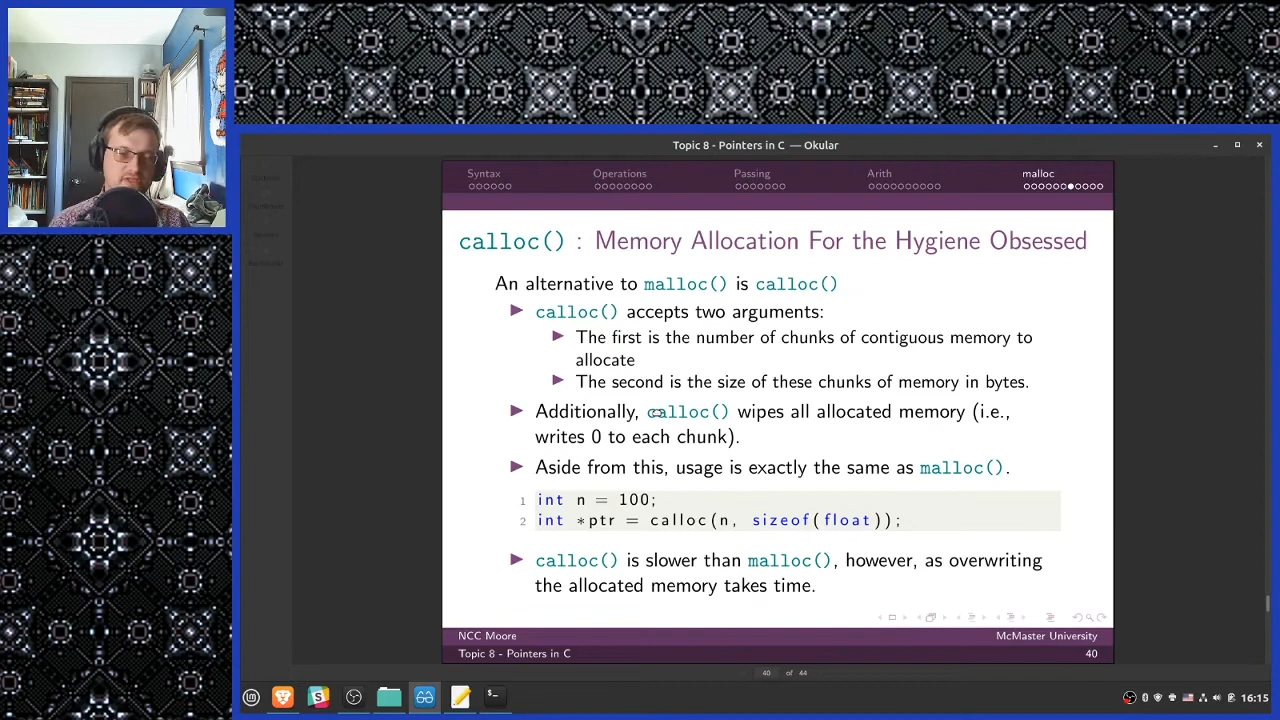 Topic 8 - Pointers in C — Okular
Syntax
Operations
Passing
Arith
malloc
calloc() : Memory Allocation For the Hygiene Obsessed
An alternative to malloc() is calloc()
calloc() accepts two arguments:
The first is the number of chunks of contiguous memory to
allocate
The second is the size of these chunks of memory in bytes.
Additionally, calloc() wipes all allocated memory (i.e.,
writes 0 to each chunk).
Aside from this, usage is exactly the same as malloc().
1 int n = 100;
2 int *ptr = calloc(n, sizeof(float));
calloc() is slower than malloc(), however, as overwriting
the allocated memory takes time.
NCC Moore
McMaster University
Topic 8 - Pointers in C
40
40 of 44
16:15